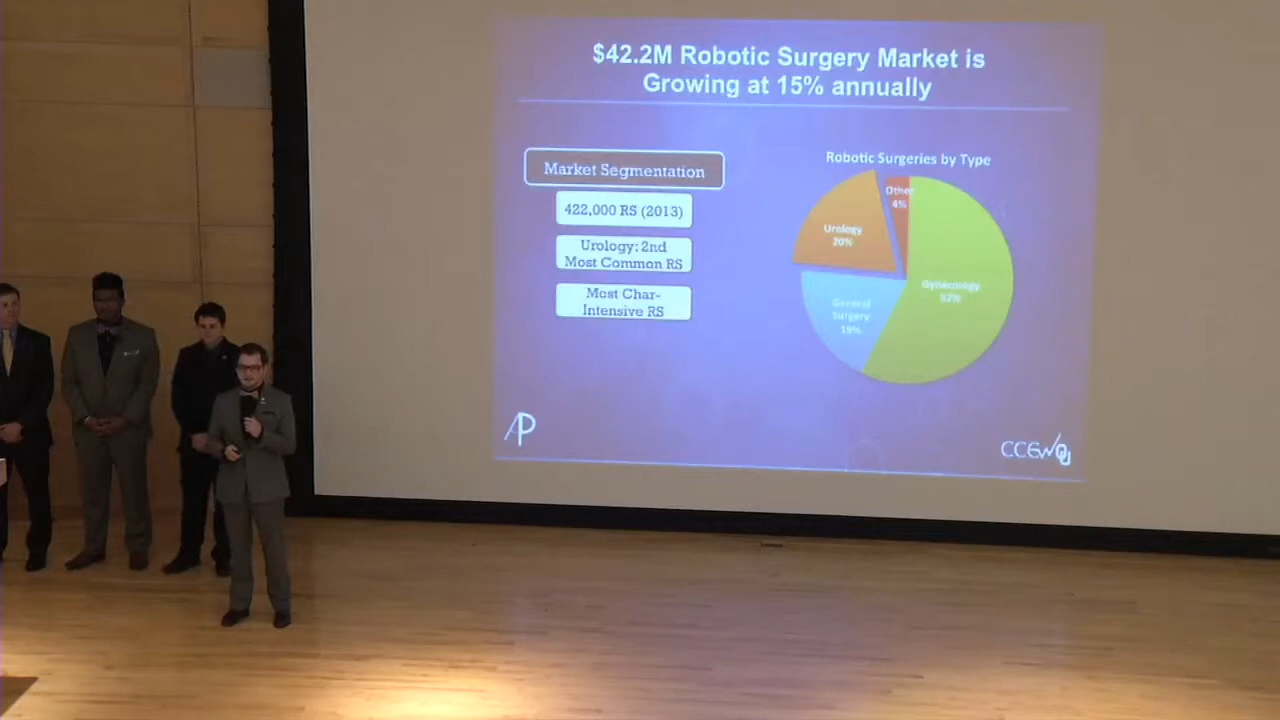 $42.2M Robotic Surgery Market is
Growing at 15% annually
Market Segmentation
422,000 RS (2013)
Urology: 2nd
Most Common RS
Most Char-
Intensive RS
Robotic Surgeries by Type
Other
4%
Urology
20%
Gynecology
General
Surgery
19%
AP
CCEW OU